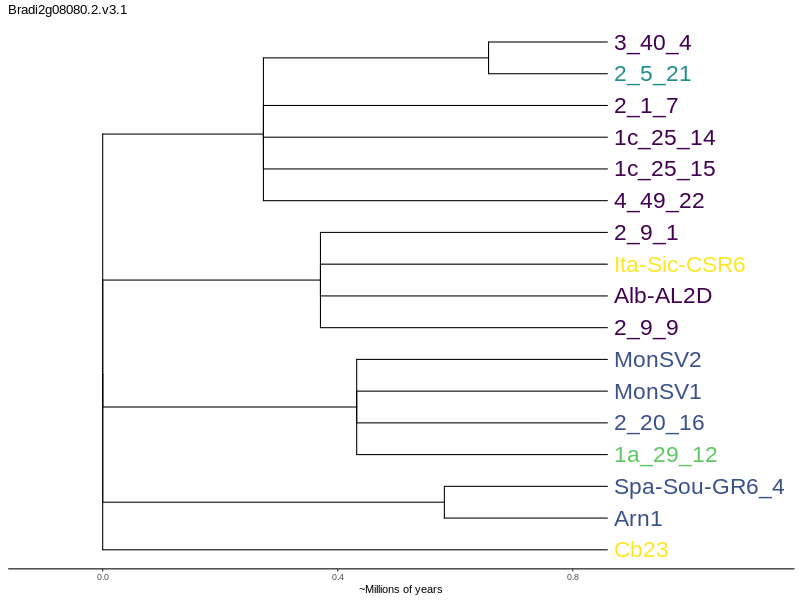 Bradi2g08080.2.v3.1
3_40_4
2_5_21
2_1_7
1c_25_14
1c_25_15
4_49_22
2_9_1
Ita-Sic-CSR6
Alb-AL2D
2_9_9
MonSV2
MonSV1
2_20_16
1a_29_12
Spa-Sou-GR6_4
Arn1
Cb23
0.0 0.4 0.8
~Millions of years